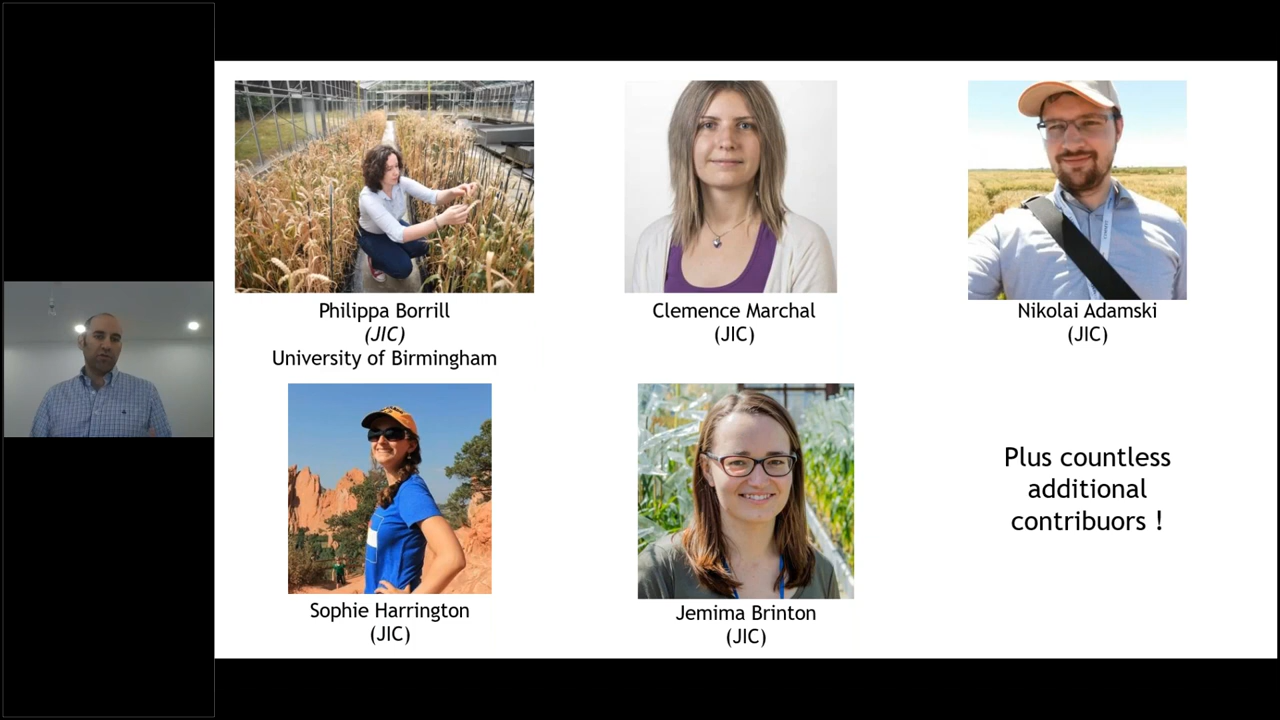 Philippa Borrill
(JIC)
University of Birmingham
Clemence Marchal
(JIC)
Nikolai Adamski
(JIC)
Sophie Harrington
(JIC)
Jemima Brinton
(JIC)
Plus countless
additional
contribuors !